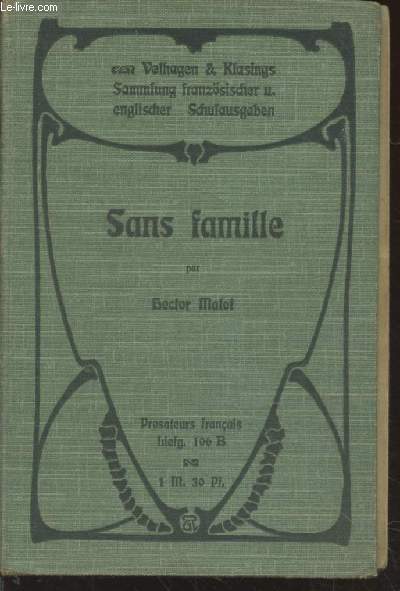 Le-livre.com
Velhagen & Klasings
Sammlung französischer u.
englischer Schulausgaben
Sans famille
par
Hector Malot
Prosateurs français
Liefg. 106 B
1 M. 30 Pf.